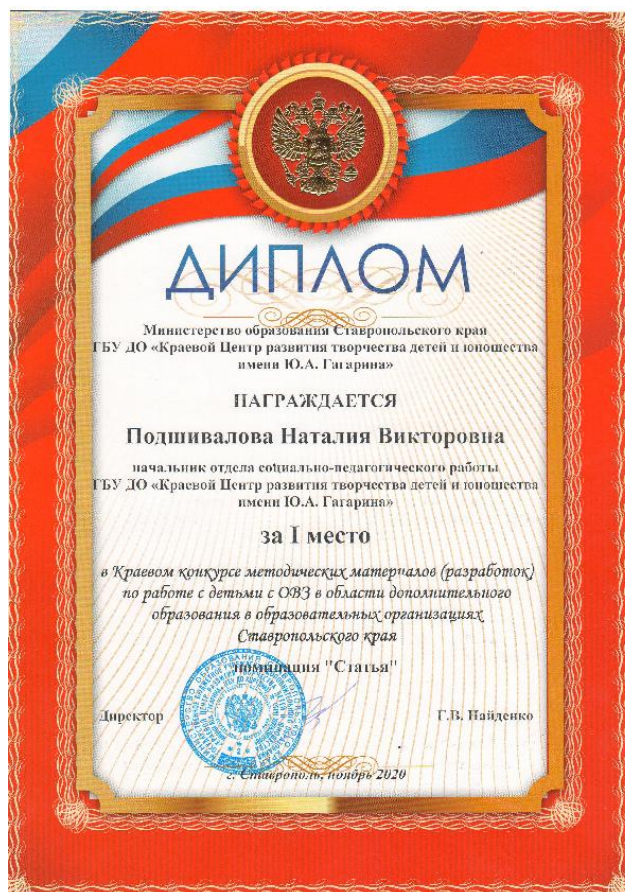 ДИПЛОМ
Министерство образования Ставропольского края
ГБУ ДО «Краевой Центр развития творчества детей и юношества
имени Ю.А. Гагарина»
НАГРАЖДАЕТСЯ
Подшивалова Наталия Викторовна
начальник отдела социально-педагогического работы
ГБУ ДО «Краевой Центр развития творчества детей и юношества
имени Ю.А. Гагарина»
за I место
в Краевом конкурсе методических материалов (разработок)
по работе с детьми с ОВЗ в области дополнительного
образования в образовательных организациях
Ставропольского края
номинация "Статья"
Директор Г.В. Найденко
г. Ставрополь, ноябрь 2020